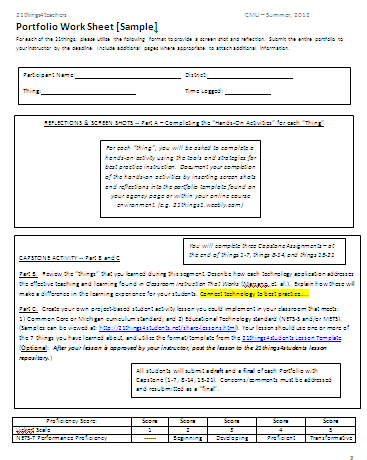 21things4teachers CMU – Summer, 2012
Portfolio Work Sheet [Sample]
For each of the 21things, please utilize the following format to provide a screen shot and reflection. Submit the entire portfolio to
your instructor by the deadline. Include additional pages where appropriate to attach additional information.
Participant Name: District:
Thing: Time Logged:
REFLECTIONS & SCREEN SHOTS -- Part A – Completing the "Hands-On Activities" for each "Thing"
For each "thing", you will be asked to complete a
hands-on activity using the tools and strategies for
best practice instruction. Document your completion
of the hands-on activities by inserting screen shots
and reflections into the portfolio template found on
your agency page or within your online course
environment. (e.g. 21things1.weebly.com)
You will complete three Capstone Assignments – at
the end of things 1-7, things 8-14, and things 15-21
CAPSTONE ACTIVITY -- Part B and C
Part B. Review the "things" that you learned during this segment. Describe how each technology application addresses
the effective teaching and learning found in Classroom Instruction That Works (Marzano, et. al.). Explain how these will
make a difference in the learning experience for your students. Connect technology to best practice....
Part C. Create your own project-based student activity lesson you could implement in your classroom that meets:
1) Common Core or Michigan curriculum standard; and 2) Educational Technology standard (NETS-S and/or METS).
(Samples can be viewed at: http://21things4students.net/share-lessons.html). Your lesson should use one or more of
the 7 things you have learned about, and utilize the format/template from the 21things4students Lesson Template.
(Optional: After your lesson is approved by your instructor, post the lesson to the 21things4students lesson
repository.)
All students will submit a draft and a final of each Portfolio with
Capstone (1-7, 8-14, 15-21). Concerns/comments must be addressed
and resubmitted as a "final".
Proficiency Score: Score Score Score Score Score
Likert Scale 1 2 3 4 5
NETS-T Performance Proficiency ------ Beginning Developing Proficient Transformative